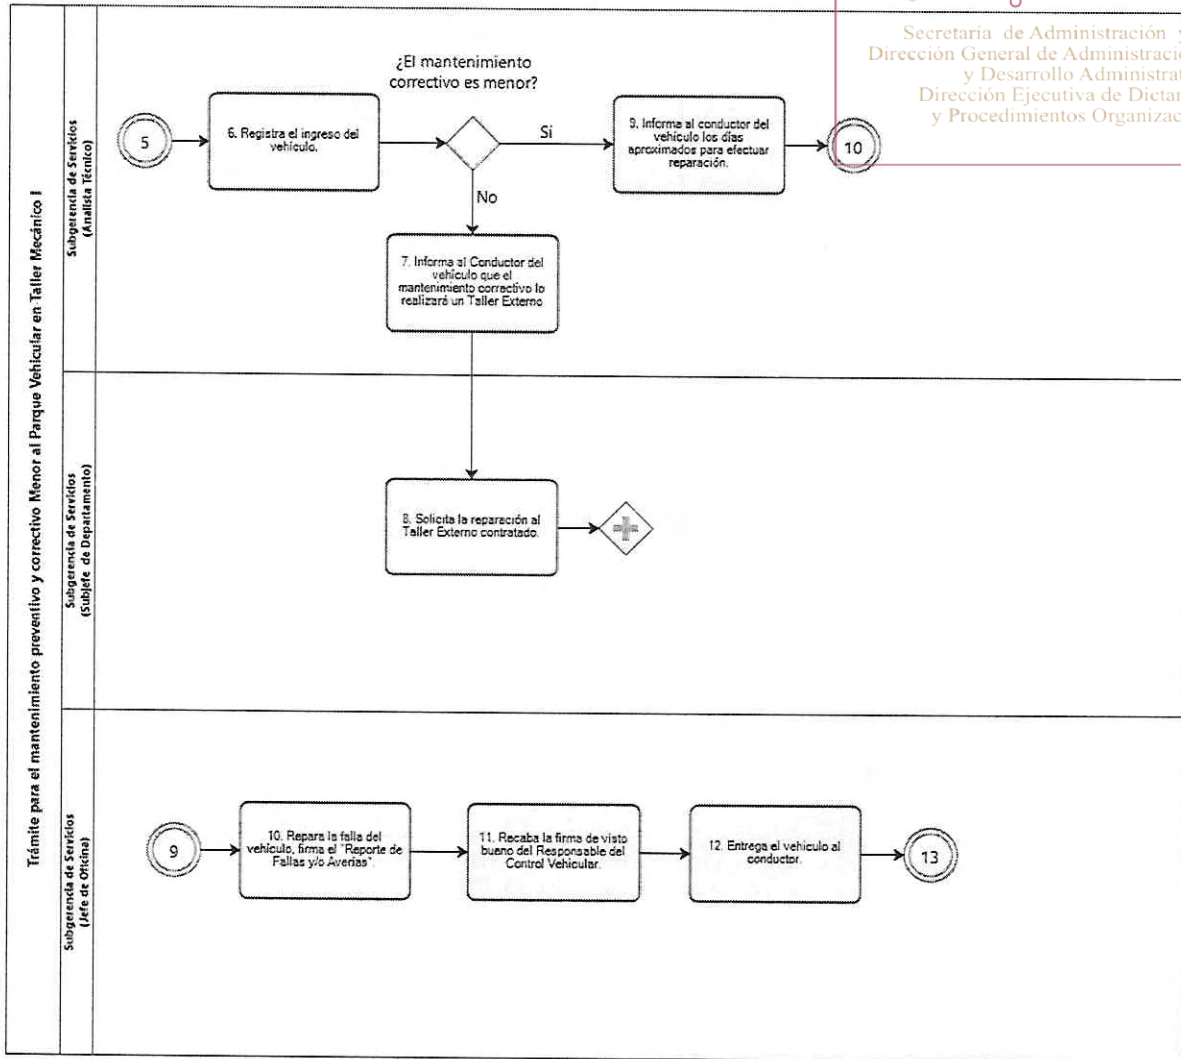 Secretaría de Administración y
Dirección General de Administraci
y Desarrollo Administrat
Dirección Ejecutiva de Dicta
y Procedimientos Organizac
Trámite para el mantenimiento preventivo y correctivo Menor al Parque Vehicular en Taller Mecánico I
Subgerencia de Servicios
(Analista Técnico)
5
6. Registra el ingreso del
vehículo.
¿El mantenimiento
correctivo es menor?
Si
9. Informa al conductor del
vehículo los días
aproximados para efectuar
reparación.
10
No
7. Informa al Conductor del
vehículo que el
mantenimiento correctivo lo
realizará un Taller Externo
Subgerencia de Servicios
(Subjefe de Departamento)
8. Solicita la reparación al
Taller Externo contratado.
Subgerencia de Servicios
(Jefe de Oficina)
9
10. Repara la falla del
vehículo, firma el "Reporte de
Fallas y/o Averías".
11. Recaba la firma de visto
bueno del Responsable del
Control Vehicular.
12. Entrega el vehículo al
conductor.
13